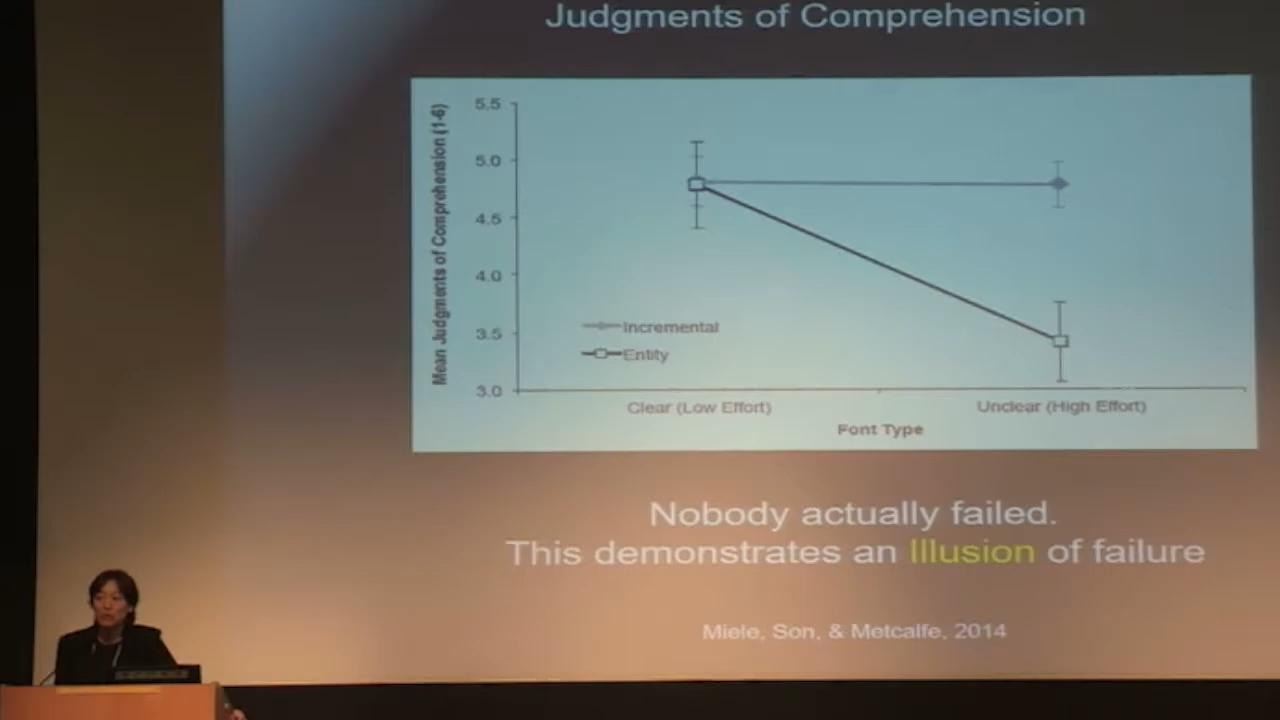 Judgments of Comprehension
Mean Judgments of Comprehension (1-6)
5.5
5.0
4.5
4.0
3.5
3.0
Incremental
Entity
Clear (Low Effort)
Unclear (High Effort)
Font Type
Nobody actually failed.
This demonstrates an Illusion of failure
Miele, Son, & Metcalfe, 2014